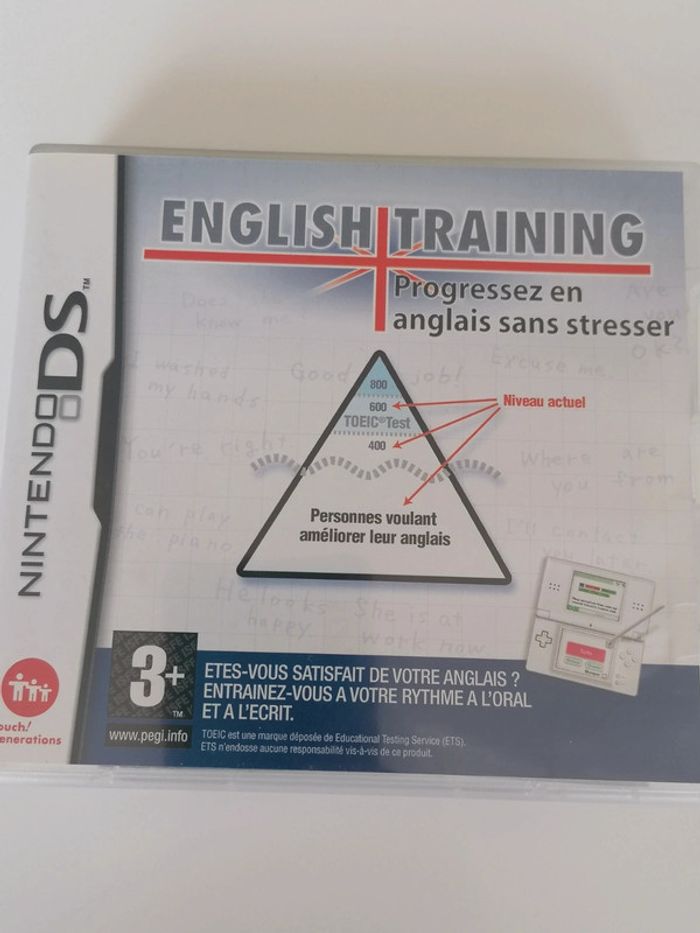 ENGLISH TRAINING
Progressez en
anglais sans stresser
NINTENDO DS™
Does she
know me
Are
you
OK?
I washed
my hands
Good job!
Excuse me.
800
600
TOEIC® Test
400
Niveau actuel
You're right
Where are
you from
Personnes voulant
améliorer leur anglais
can play
the piano
I'll contact
you later
He looks
happy
She is at
work now
3+
™
www.pegi.info
ETES-VOUS SATISFAIT DE VOTRE ANGLAIS ?
ENTRAINEZ-VOUS A VOTRE RYTHME A L'ORAL
ET A L'ECRIT.
TOEIC est une marque déposée de Educational Testing Service (ETS).
ETS n'endosse aucune responsabilité vis-à-vis de ce produit.
ouch!
enerations